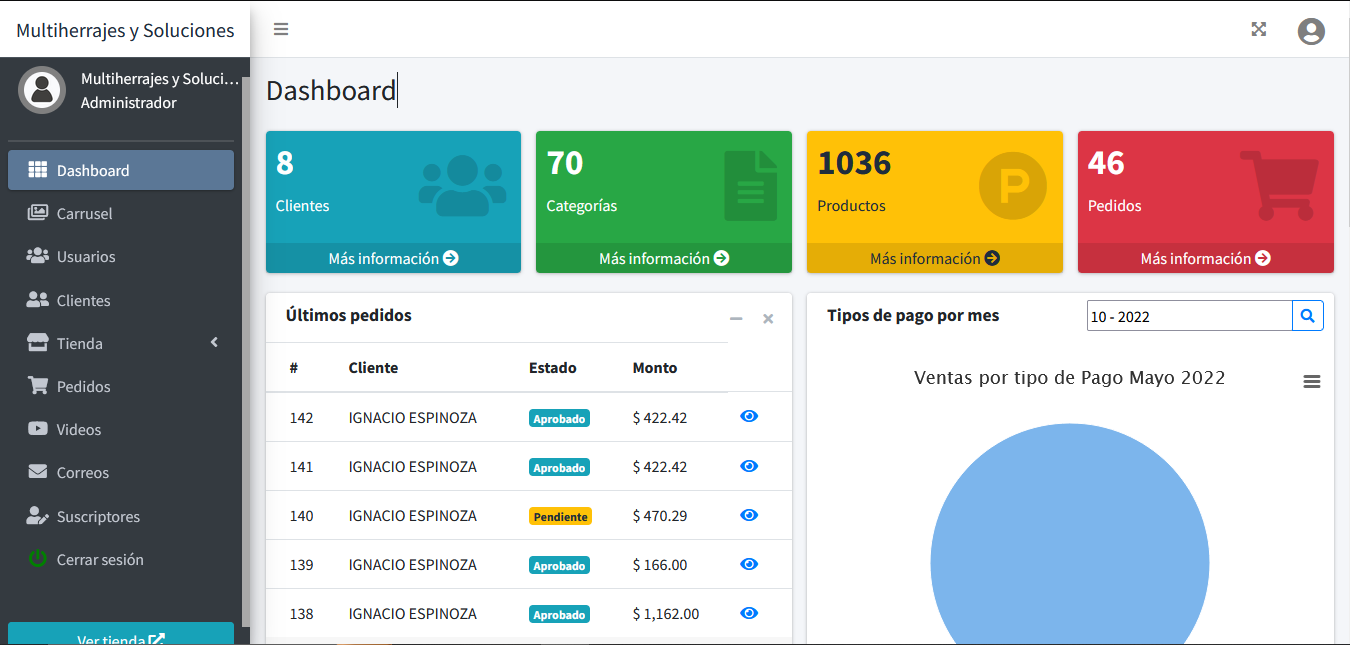 Multiherrajes y Soluciones
Multiherrajes y Soluci...
Administrador
Dashboard
Carrusel
Usuarios
Clientes
Tienda
Pedidos
Videos
Correos
Suscriptores
Cerrar sesión
Ver tienda
Dashboard
8
Clientes
Más información
70
Categorías
Más información
P
1036
Productos
Más información
46
Pedidos
Más información
Últimos pedidos
# Cliente Estado Monto
142 IGNACIO ESPINOZA Aprobado $ 422.42
141 IGNACIO ESPINOZA Aprobado $ 422.42
140 IGNACIO ESPINOZA Pendiente $ 470.29
139 IGNACIO ESPINOZA Aprobado $ 166.00
138 IGNACIO ESPINOZA Aprobado $ 1,162.00
Tipos de pago por mes
10 - 2022
Ventas por tipo de Pago Mayo 2022